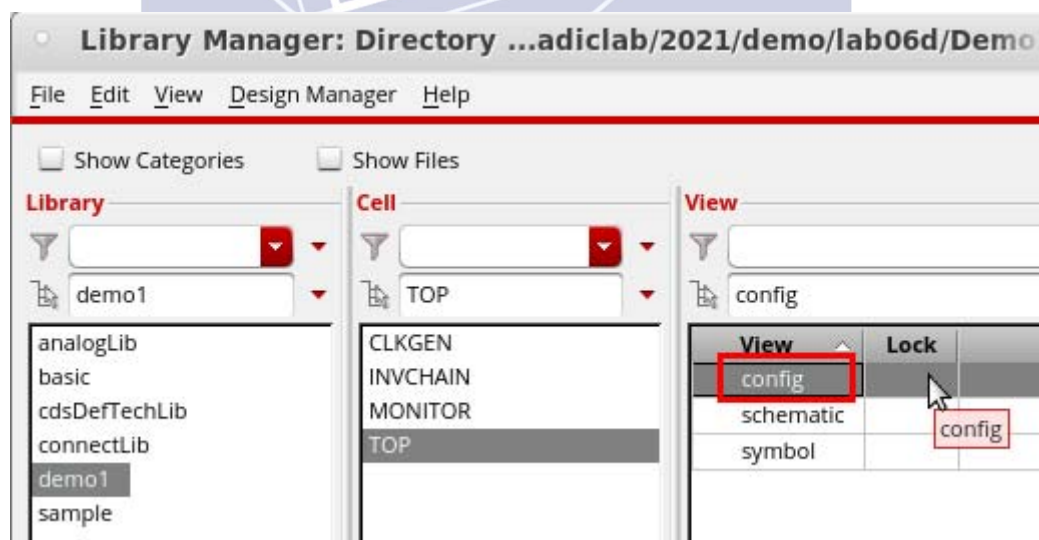 Library Manager: Directory ...adiclab/2021/demo/lab06d/Demo
File Edit View Design Manager Help
Show Categories Show Files
Library Cell View
demo1 TOP config
analogLib
basic
cdsDefTechLib
connectLib
demo1
sample
CLKGEN
INVCHAIN
MONITOR
TOP
View Lock
config
schematic
symbol
config